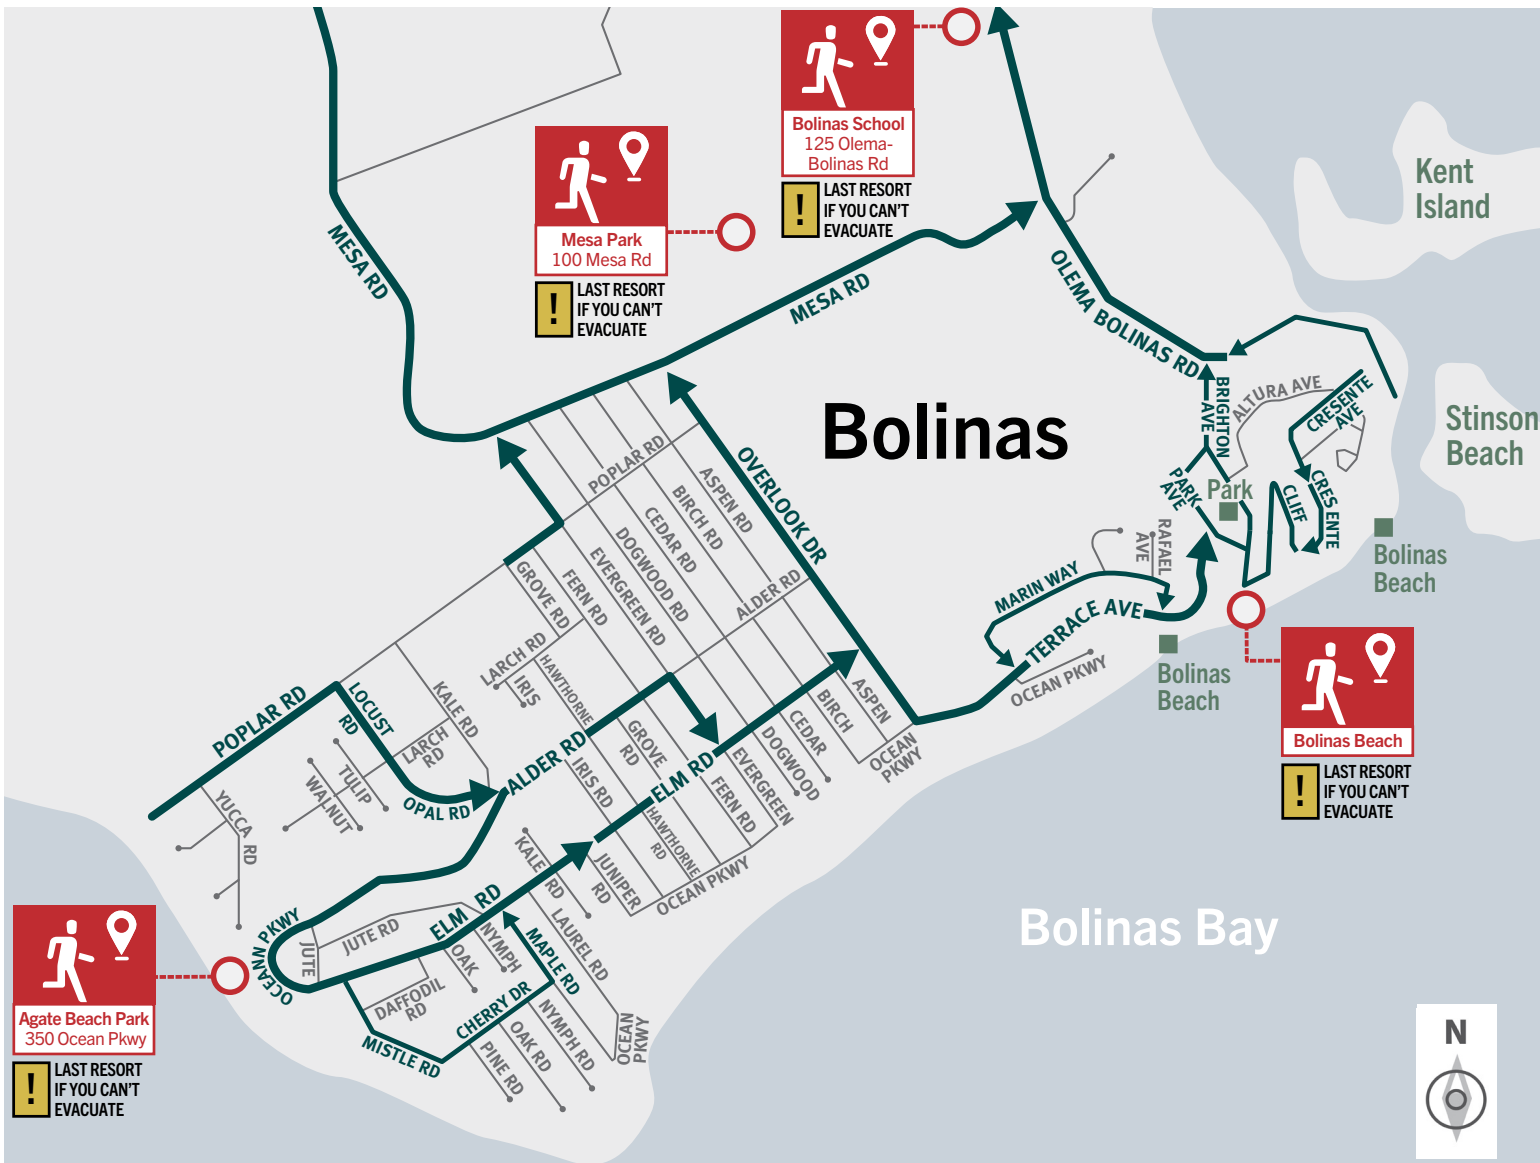 Bolinas School
125 Olema-
Bolinas Rd
!
LAST RESORT
IF YOU CAN'T
EVACUATE
Mesa Park
100 Mesa Rd
!
LAST RESORT
IF YOU CAN'T
EVACUATE
Kent
Island
MESA RD
MESA RD
OLEMA BOLINAS RD
Bolinas
BRIGHTON
AVE
ALTURA AVE
CRESENTE
AVE
Stinson
Beach
POPLAR RD
ASPEN RD
BIRCH RD
CEDAR RD
DOGWOOD RD
EVERGREEN RD
FERN RD
GROVE RD
OVERLOOK DR
PARK
AVE
Park
CLIFF
CRES ENTE
Bolinas
Beach
RAFAEL
AVE
MARIN WAY
TERRACE AVE
OCEAN PKWY
Bolinas
Beach
ALDER RD
LARCH RD
IRIS
HAWTHORNE
POPLAR RD
LOCUST
RD
KALE RD
LARCH
RD
TULIP
WALNUT
YUCCA RD
OPAL RD
ALDER RD
GROVE
RD
IRIS RD
ELM RD
ASPEN
BIRCH
CEDAR
DOGWOOD
EVERGREEN
FERN RD
HAWTHORNE
RD
OCEAN
PKWY
OCEAN PKWY
JUNIPER
RD
KALE RD
LAUREL RD
Bolinas Beach
!
LAST RESORT
IF YOU CAN'T
EVACUATE
Bolinas Bay
ELM RD
JUTE RD
JUTE
OCEANN PKWY
NYMPH
OAK
MAPLE RD
DAFFODIL
RD
CHERRY DR
MISTLE RD
PINE RD
OAK RD
NYMPH RD
OCEAN
PKWY
Agate Beach Park
350 Ocean Pkwy
!
LAST RESORT
IF YOU CAN'T
EVACUATE
N